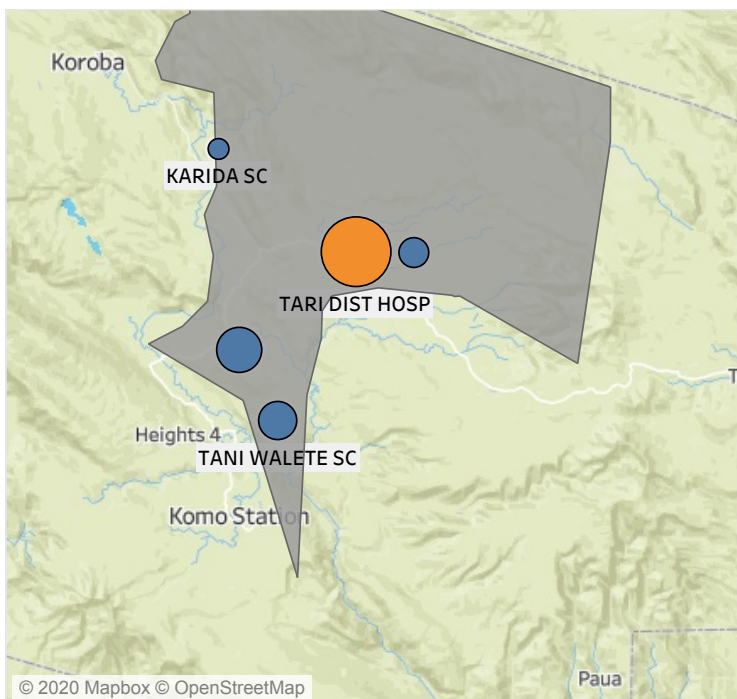 Koroba
KARIDA SC
TARI DIST HOSP
T
Heights 4
TANI WALETE SC
Komo Station
Paua
© 2020 Mapbox © OpenStreetMap